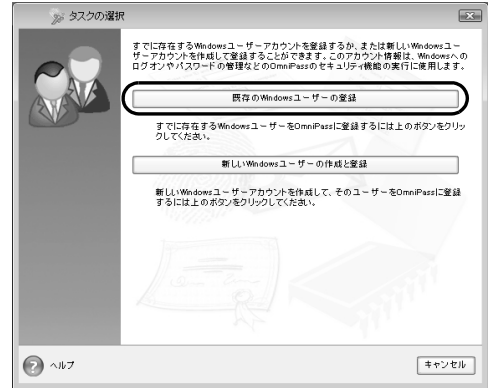 タスクの選択
すでに存在するWindowsユーザーアカウントを登録するか、または新しいWindowsユー
ザーアカウントを作成して登録することができます。このアカウント情報は、Windowsへの
ログオンやパスワードの管理などのOmniPassのセキュリティ機能の実行に使用します。
既存のWindowsユーザーの登録
すでに存在するWindowsユーザーをOmniPassに登録するには上のボタンをクリッ
クしてください。
新しいWindowsユーザーの作成と登録
新しいWindowsユーザーアカウントを作成して、そのユーザーをOmniPassに登録
するには上のボタンをクリックしてください。
? ヘルプ
キャンセル